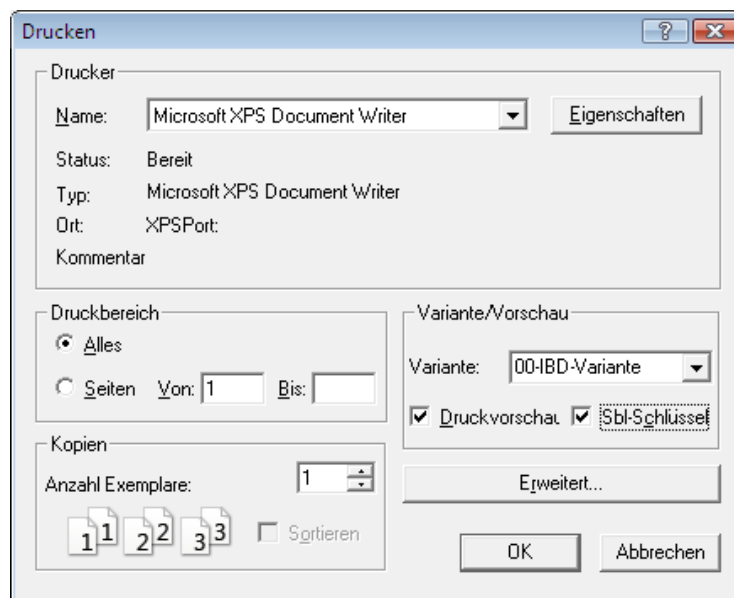 Drucken
Drucker
Name: Microsoft XPS Document Writer Eigenschaften
Status: Bereit
Typ: Microsoft XPS Document Writer
Ort: XPSPort:
Kommentar
Druckbereich
Alles
Seiten Von: 1 Bis:
Variante/Vorschau
Variante: 00-IBD-Variante
Druckvorschau Sbl-Schlüssel
Kopien
Anzahl Exemplare: 1
1 1 2 2 3 3 Sortieren
Erweitert...
OK Abbrechen